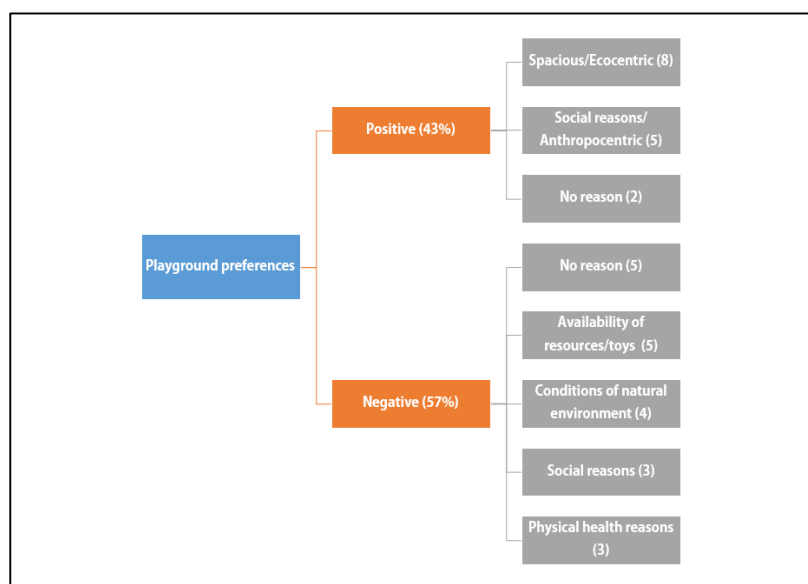 Spacious/Ecocentric (8)
Positive (43%)
Social reasons/
Anthropocentric (5)
No reason (2)
Playground preferences
No reason (5)
Availability of
resources/toys (5)
Negative (57%)
Conditions of natural
environment (4)
Social reasons (3)
Physical health reasons
(3)